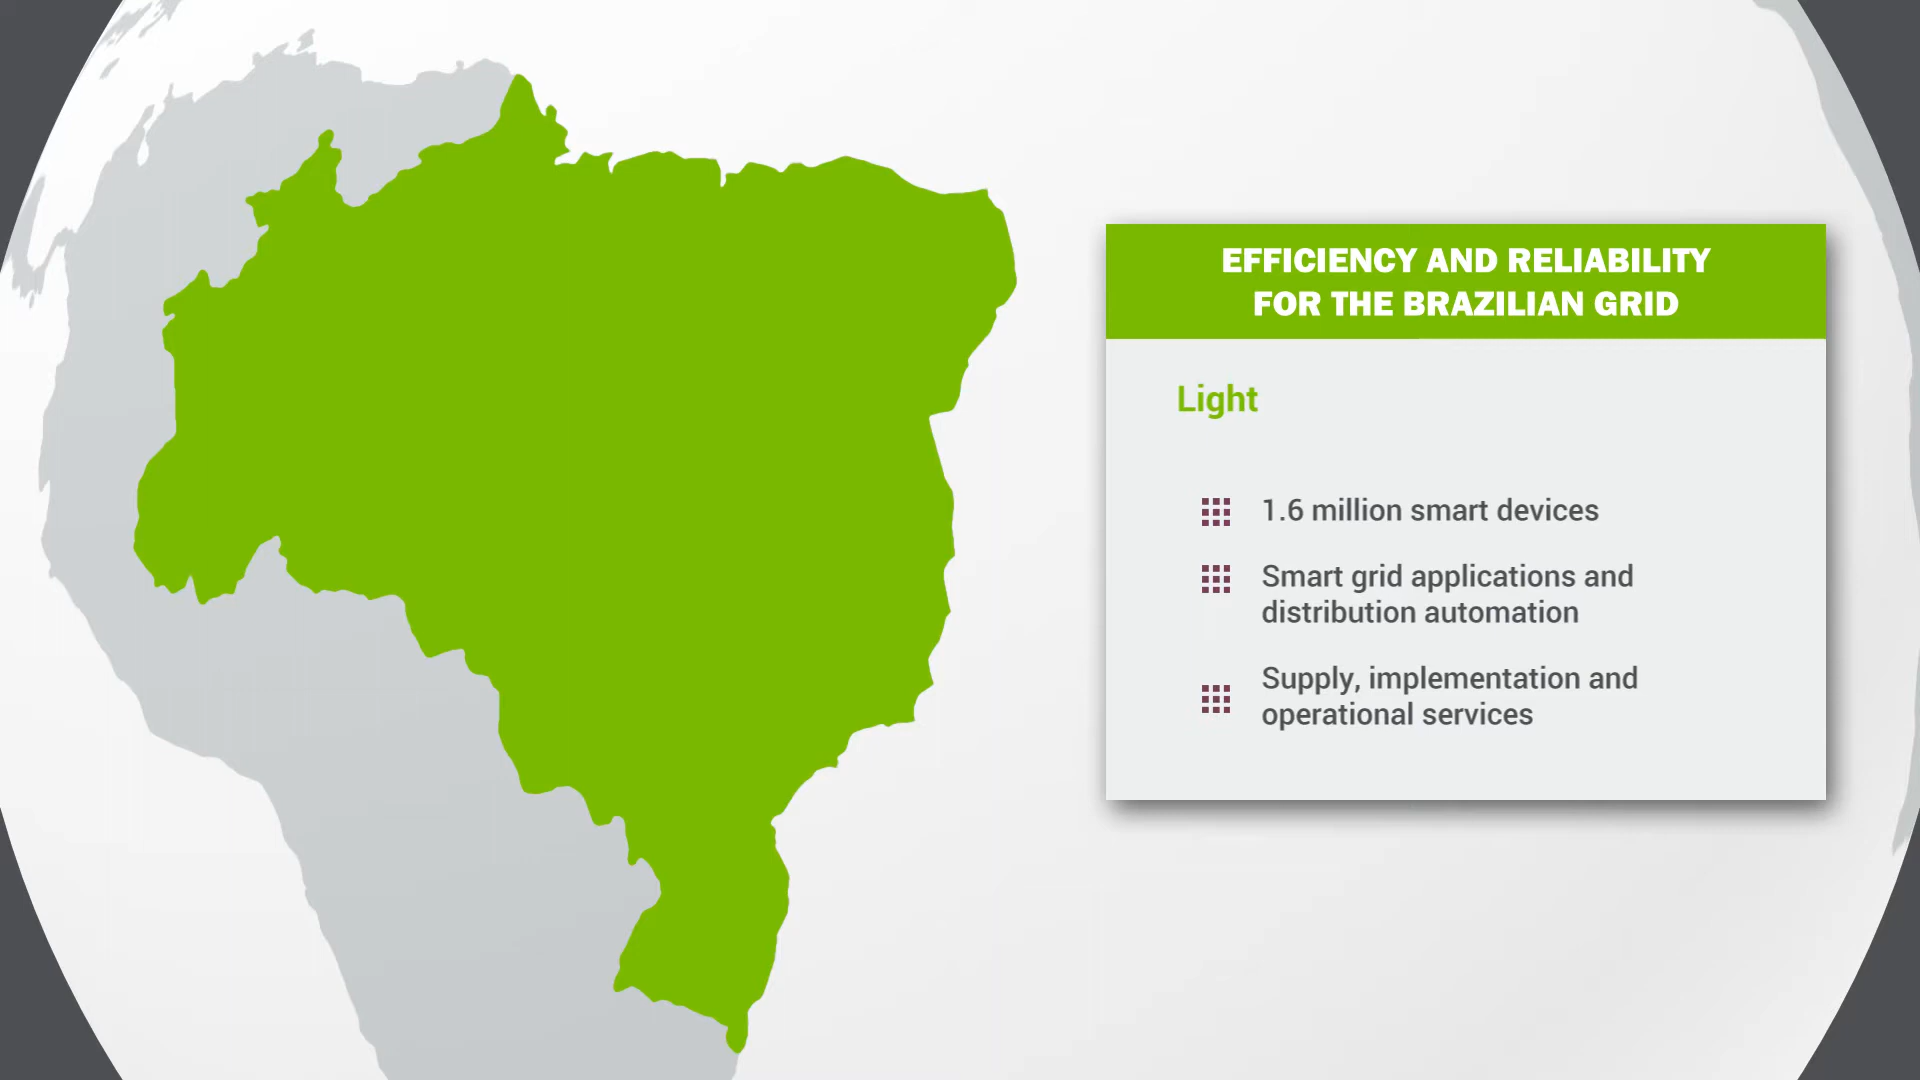 EFFICIENCY AND RELIABILITY
FOR THE BRAZILIAN GRID
Light
1.6 million smart devices
Smart grid applications and
distribution automation
Supply, implementation and
operational services